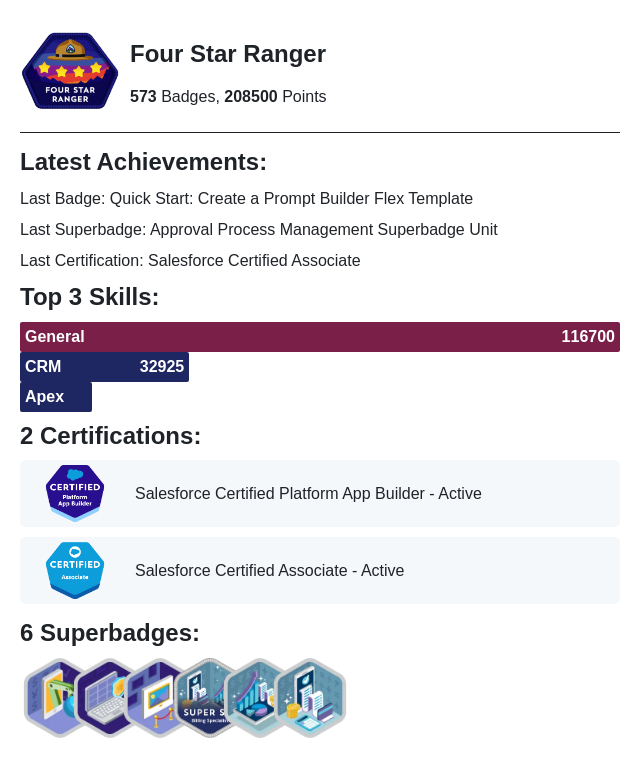 FOUR STAR
RANGER
Four Star Ranger
573 Badges, 208500 Points
Latest Achievements:
Last Badge: Quick Start: Create a Prompt Builder Flex Template
Last Superbadge: Approval Process Management Superbadge Unit
Last Certification: Salesforce Certified Associate
Top 3 Skills:
General 116700
CRM 32925
Apex
2 Certifications:
CERTIFIED
Platform
App Builder
Salesforce Certified Platform App Builder - Active
CERTIFIED
Associate
Salesforce Certified Associate - Active
6 Superbadges:
SUPER S